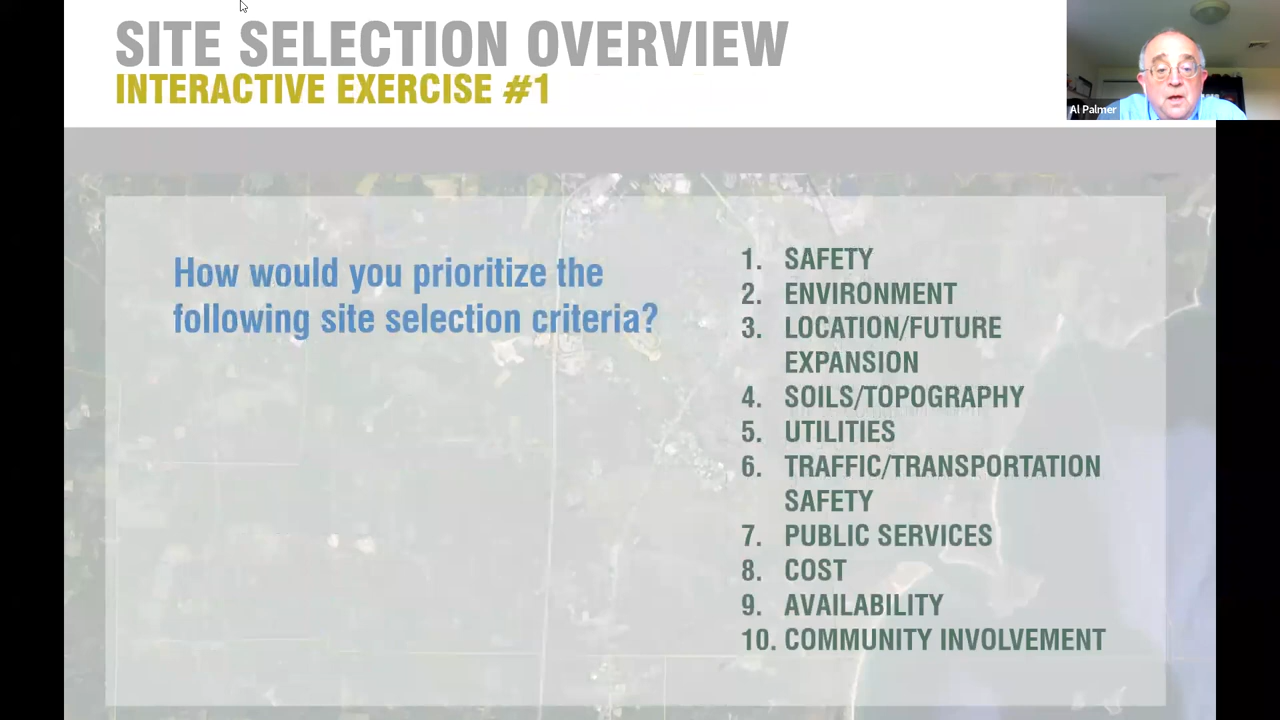 SITE SELECTION OVERVIEW
INTERACTIVE EXERCISE #1
Al Palmer
How would you prioritize the
following site selection criteria?
1. SAFETY
2. ENVIRONMENT
3. LOCATION/FUTURE
EXPANSION
4. SOILS/TOPOGRAPHY
5. UTILITIES
6. TRAFFIC/TRANSPORTATION
SAFETY
7. PUBLIC SERVICES
8. COST
9. AVAILABILITY
10. COMMUNITY INVOLVEMENT